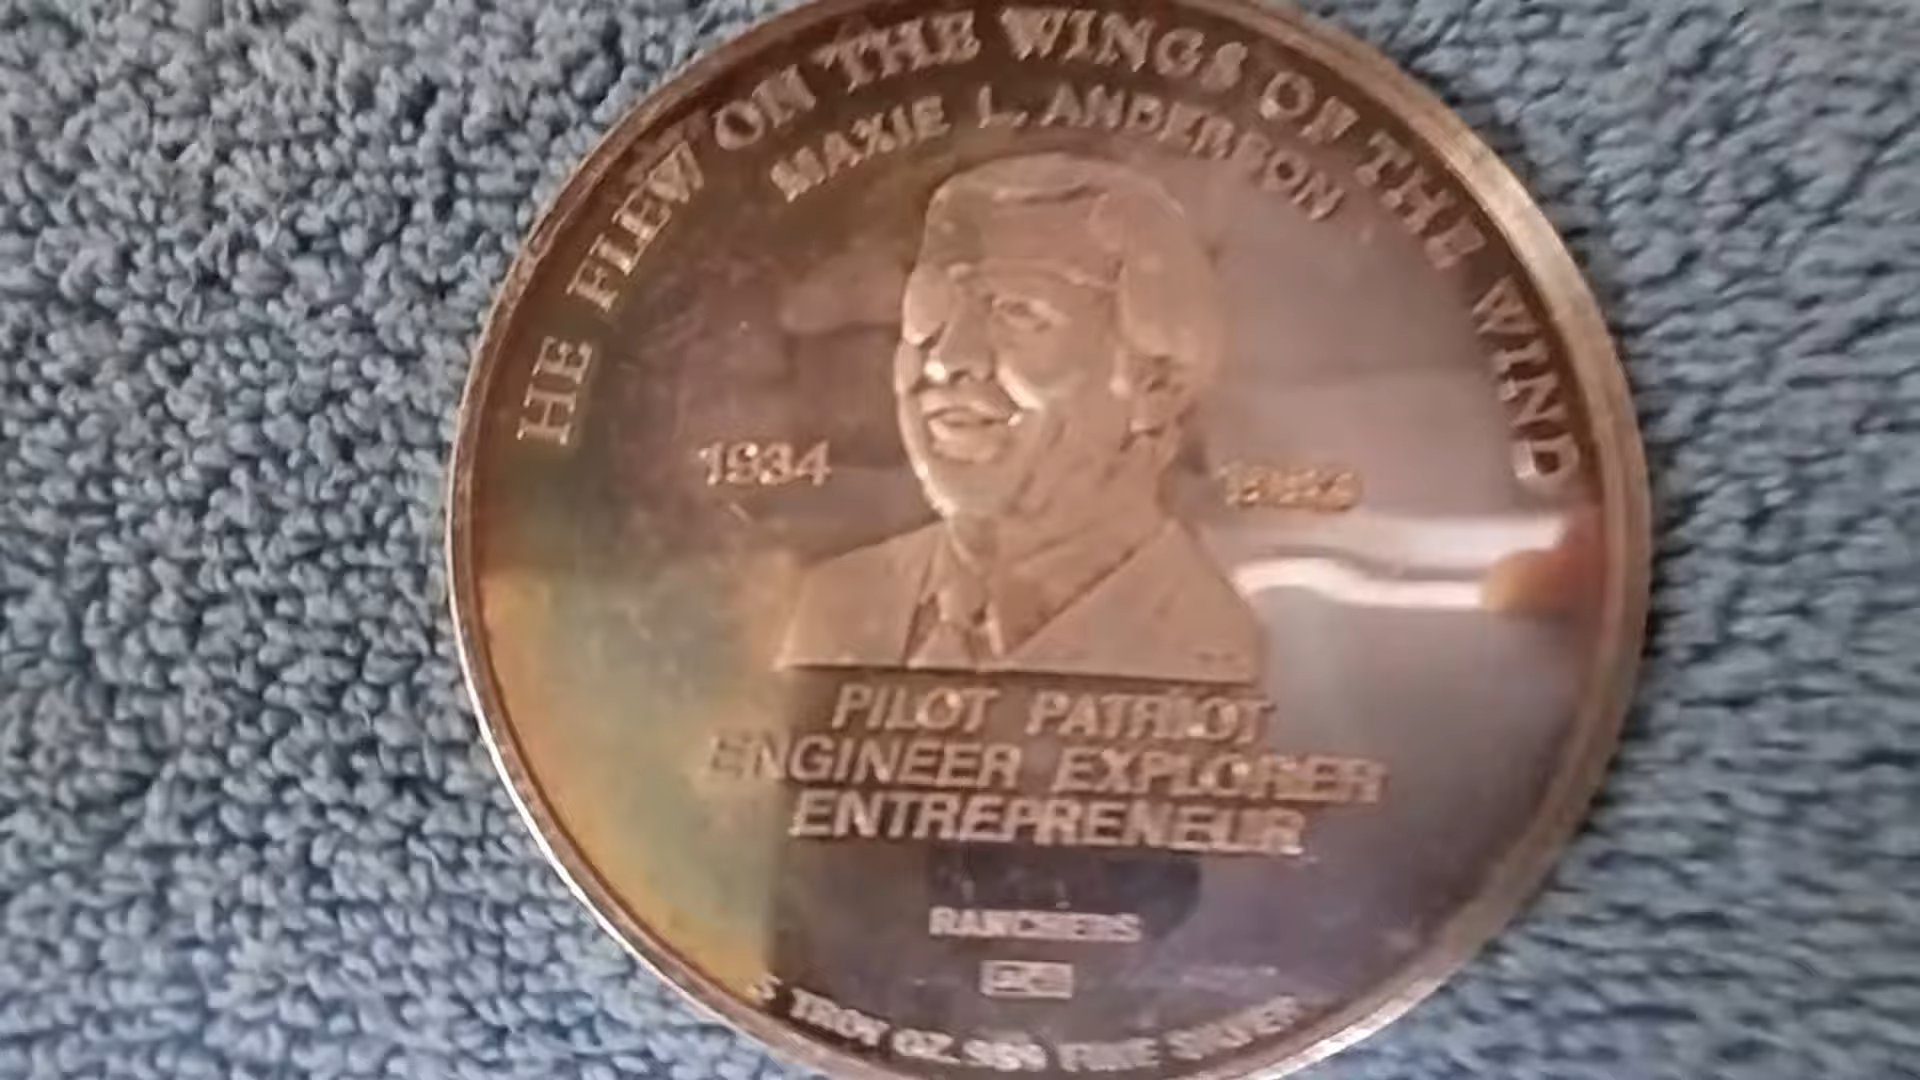 HE FLEW ON THE WINGS OF THE WIND
MAXIE L. ANDERSON
1934
PILOT PATRIOT
ENGINEER EXPLORER
ENTREPRENEUR
RANCHERS
5 TROY OZ. .999 FINE SILVER